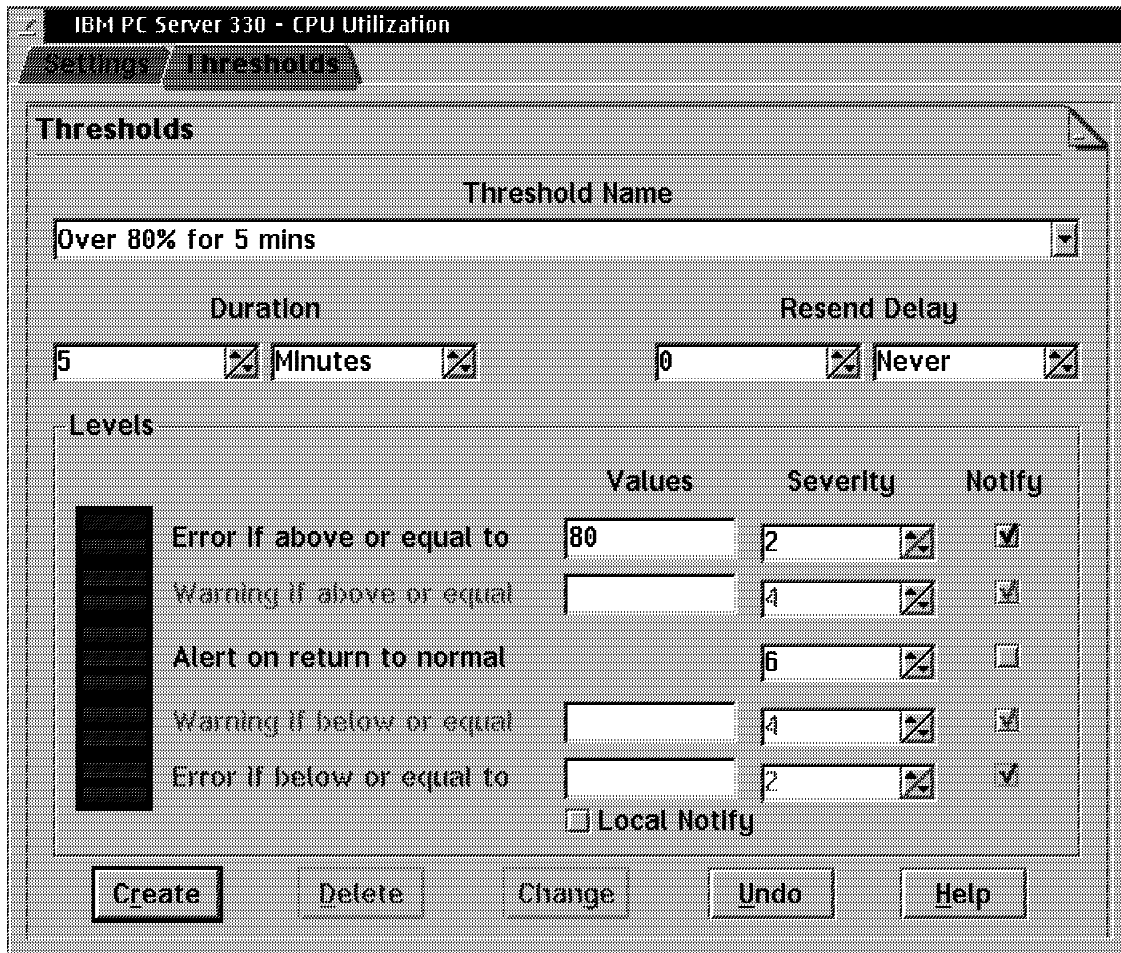 IBM PC Server 330 - CPU Utilization
Settings Thresholds
Thresholds
Threshold Name
Over 80% for 5 mins
Duration Resend Delay
5 Minutes 0 Never
Levels
Values Severity Notify
Error if above or equal to 80 2
Warning if above or equal 4
Alert on return to normal 6
Warning if below or equal 4
Error if below or equal to 2
Local Notify
Create Delete Change Undo Help